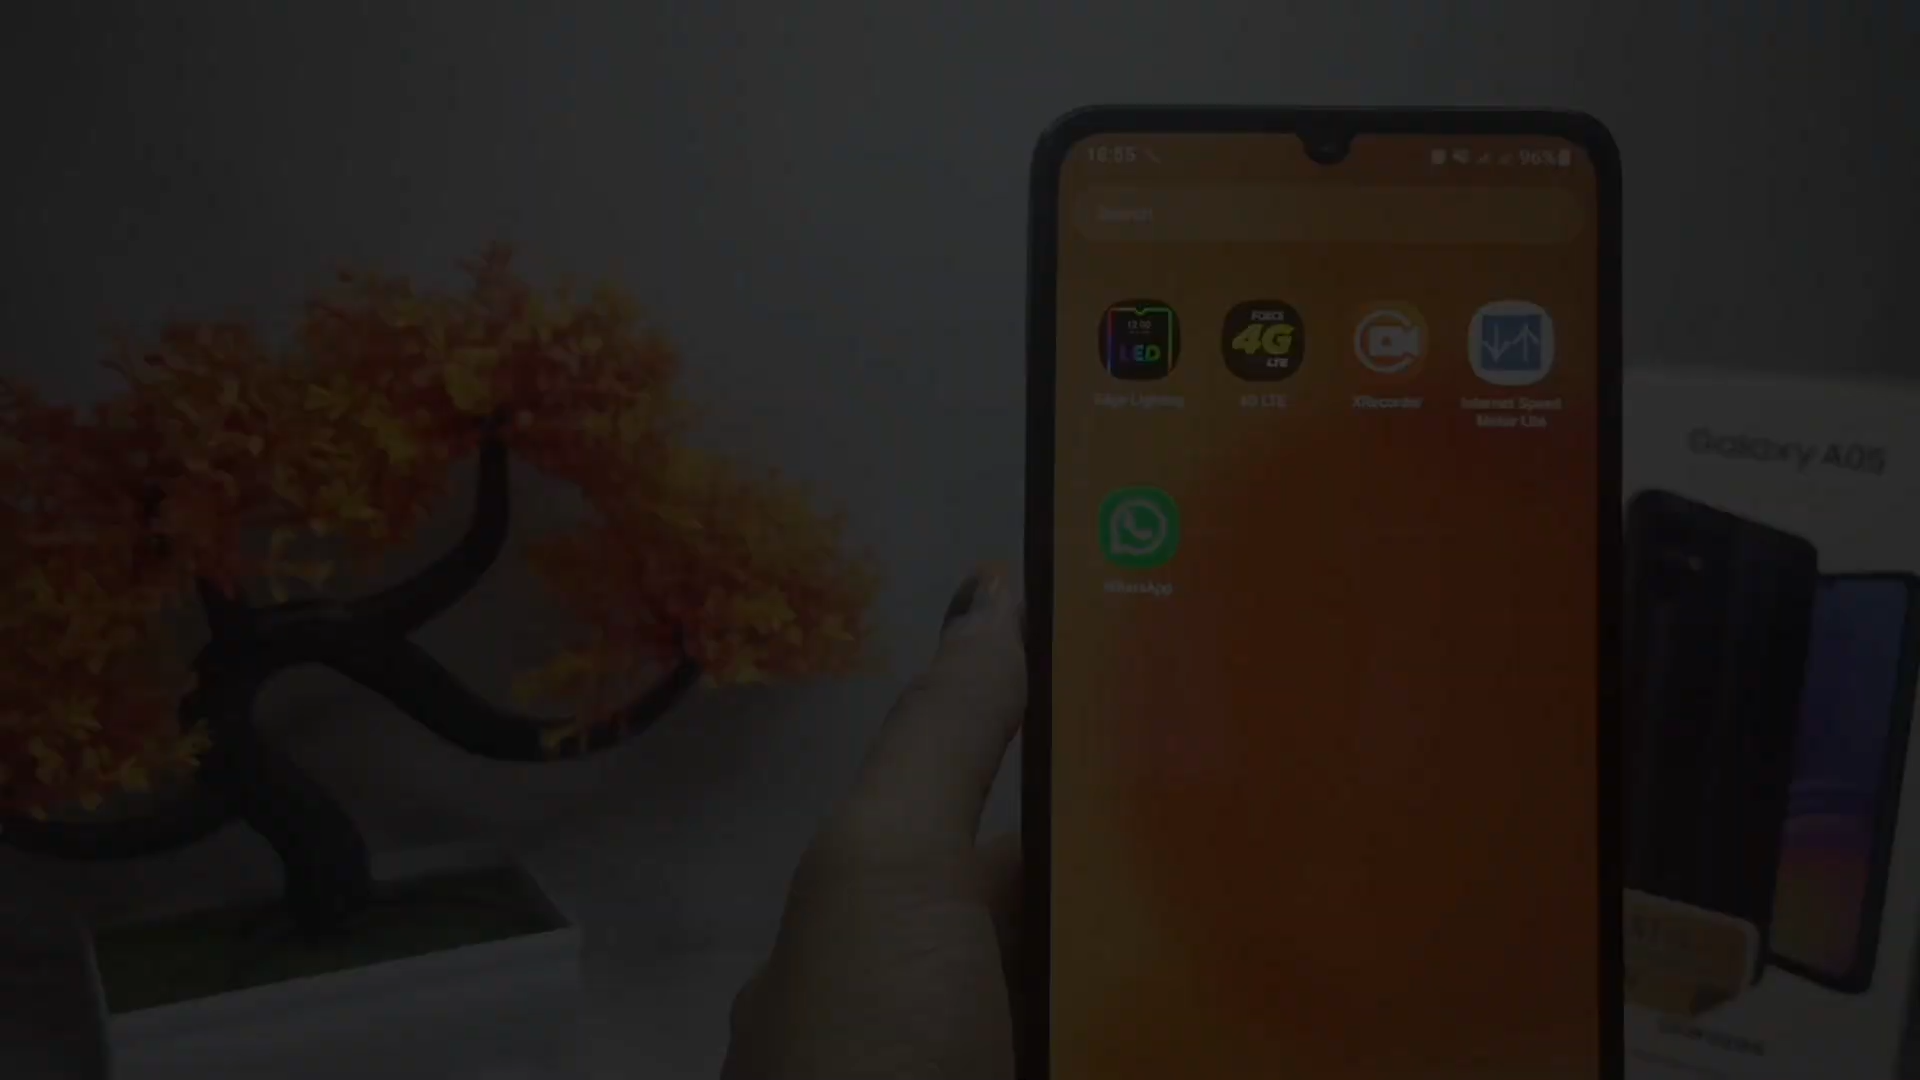 16:55
96%
Search
12:00
LED
FORCE
4G
LTE
Edge Lighting
4G LTE
XRecorder
Internet Speed
Meter Lite
WhatsApp
Galaxy A05